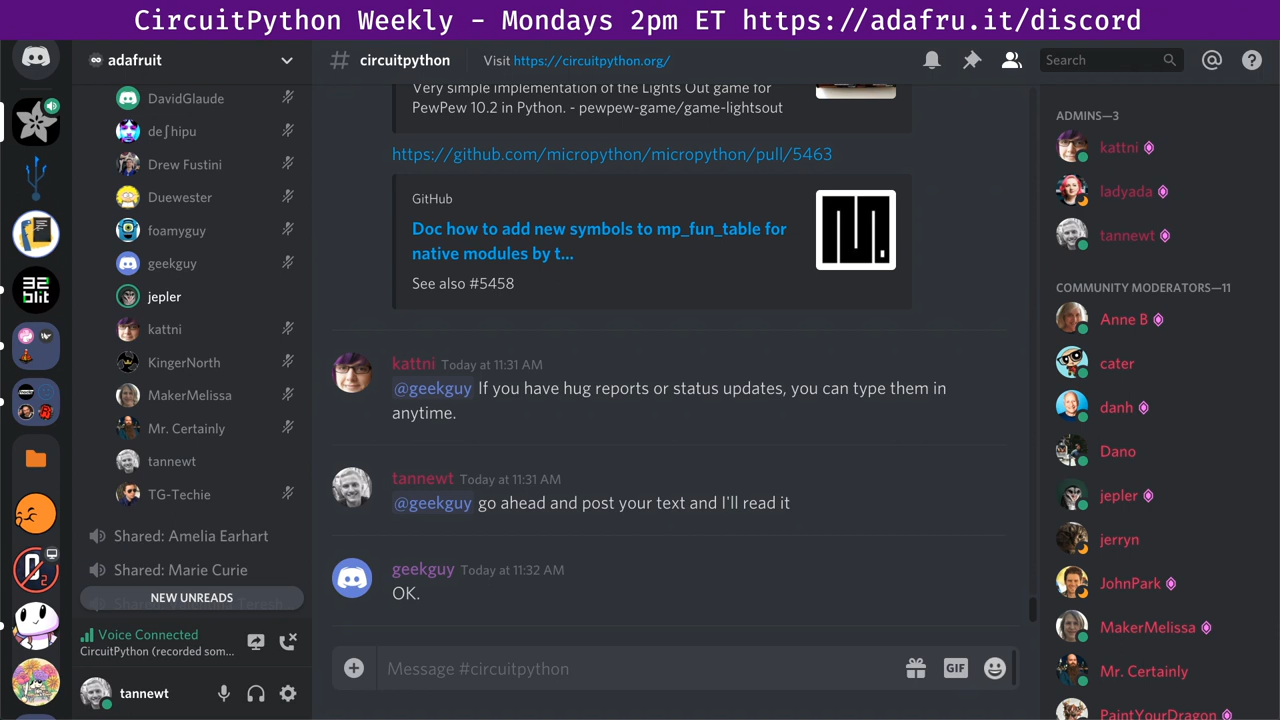 CircuitPython Weekly - Mondays 2pm ET https://adafru.it/discord
adafruit
# circuitpython
Visit https://circuitpython.org/
Search
DavidGlaude
de∫hipu
Drew Fustini
Duewester
foamyguy
geekguy
jepler
kattni
KingerNorth
MakerMelissa
Mr. Certainly
tannewt
TG-Techie
Shared: Amelia Earhart
Shared: Marie Curie
NEW UNREADS
Voice Connected
CircuitPython (recorded som...
tannewt
32
blit
Very simple implementation of the Lights Out game for
PewPew 10.2 in Python. - pewpew-game/game-lightsout
https://github.com/micropython/micropython/pull/5463
GitHub
Doc how to add new symbols to mp_fun_table for
native modules by t...
See also #5458
kattni Today at 11:31 AM
@geekguy If you have hug reports or status updates, you can type them in
anytime.
tannewt Today at 11:31 AM
@geekguy go ahead and post your text and I'll read it
geekguy Today at 11:32 AM
OK.
Message #circuitpython
GIF
ADMINS—3
kattni
ladyada
tannewt
COMMUNITY MODERATORS—11
Anne B
cater
danh
Dano
jepler
jerryn
JohnPark
MakerMelissa
Mr. Certainly
PaintYourDragon